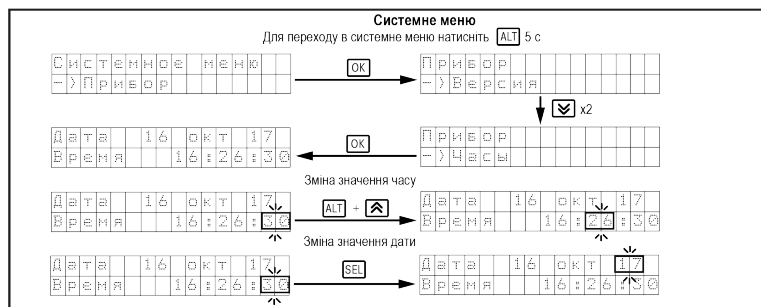 Системне меню
Для переходу в системне меню натисніть ALT 5 с
Системное меню
->Прибор
OK
Прибор
->Версия
x2
Дата 16 окт 17
Время 16:26:30
OK
Прибор
->Часы
Зміна значення часу
Дата 16 окт 17
Время 16:26:30
ALT +
Дата 16 окт 17
Время 16:26:30
Зміна значення дати
Дата 16 окт 17
Время 16:26:30
SEL
Дата 16 окт 17
Время 16:26:30